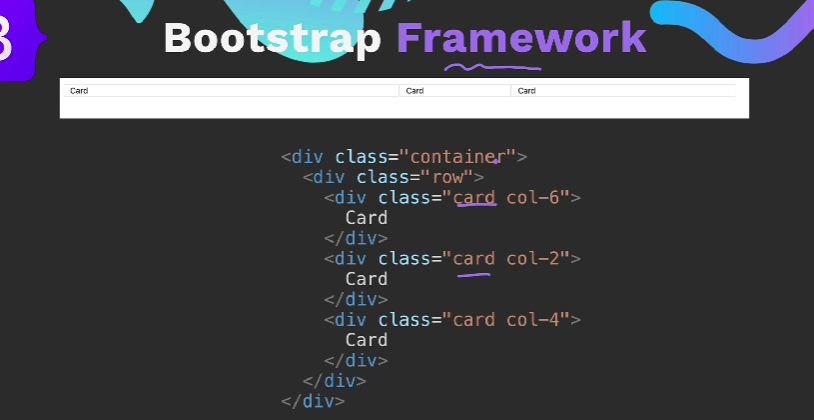 Bootstrap Framework
Card Card Card
<div class="container">
<div class="row">
<div class="card col-6">
Card
</div>
<div class="card col-2">
Card
</div>
<div class="card col-4">
Card
</div>
</div>
</div>